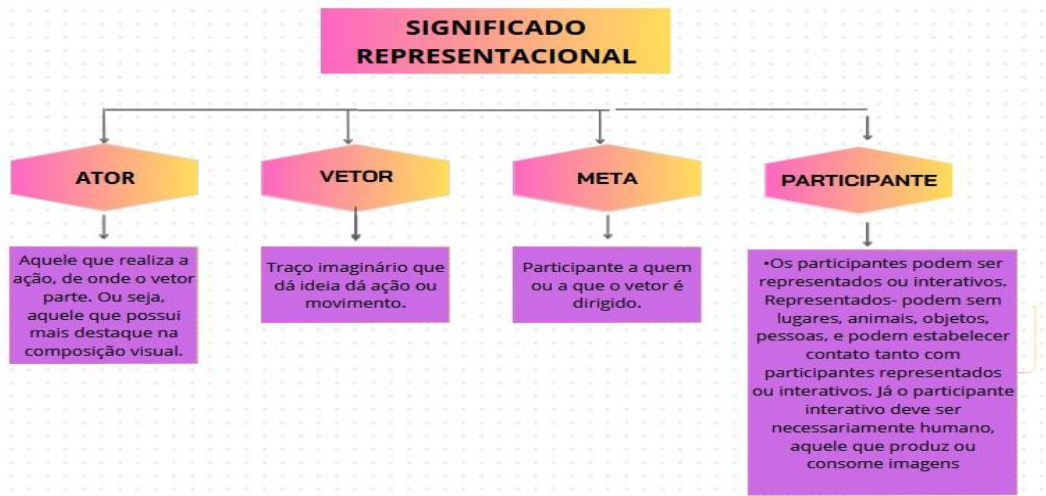 SIGNIFICADO
REPRESENTACIONAL
ATOR
VETOR
META
PARTICIPANTE
Aquele que realiza a
ação, de onde o vetor
parte. Ou seja,
aquele que possui
mais destaque na
composição visual.
Traço imaginário que
dá ideia dá ação ou
movimento.
Participante a quem
ou a que o vetor é
dirigido.
•Os participantes podem ser
representados ou interativos.
Representados- podem sem
lugares, animais, objetos,
pessoas, e podem estabelecer
contato tanto com
participantes representados
ou interativos. Já o participante
interativo deve ser
necessariamente humano,
aquele que produz ou
consome imagens